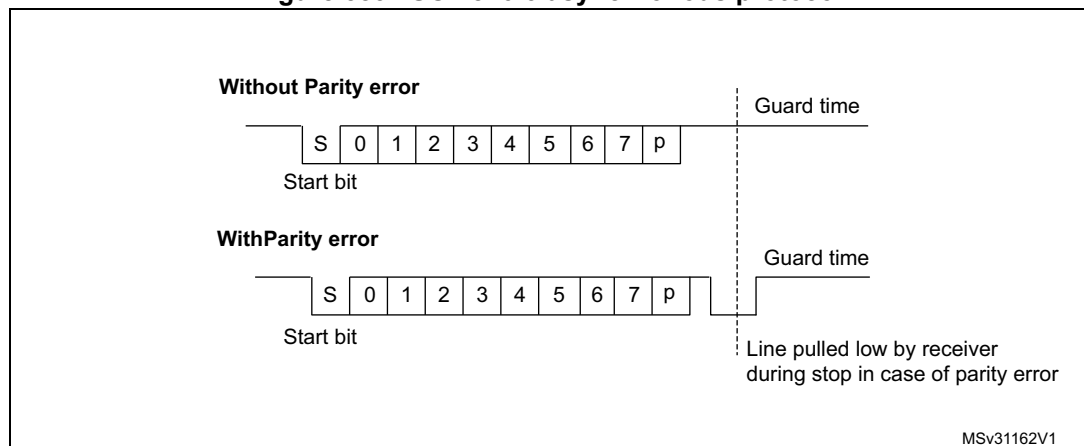 Without Parity error
Guard time
S 0 1 2 3 4 5 6 7 p
Start bit
WithParity error
Guard time
S 0 1 2 3 4 5 6 7 p
Start bit
Line pulled low by receiver
during stop in case of parity error
MSv31162V1